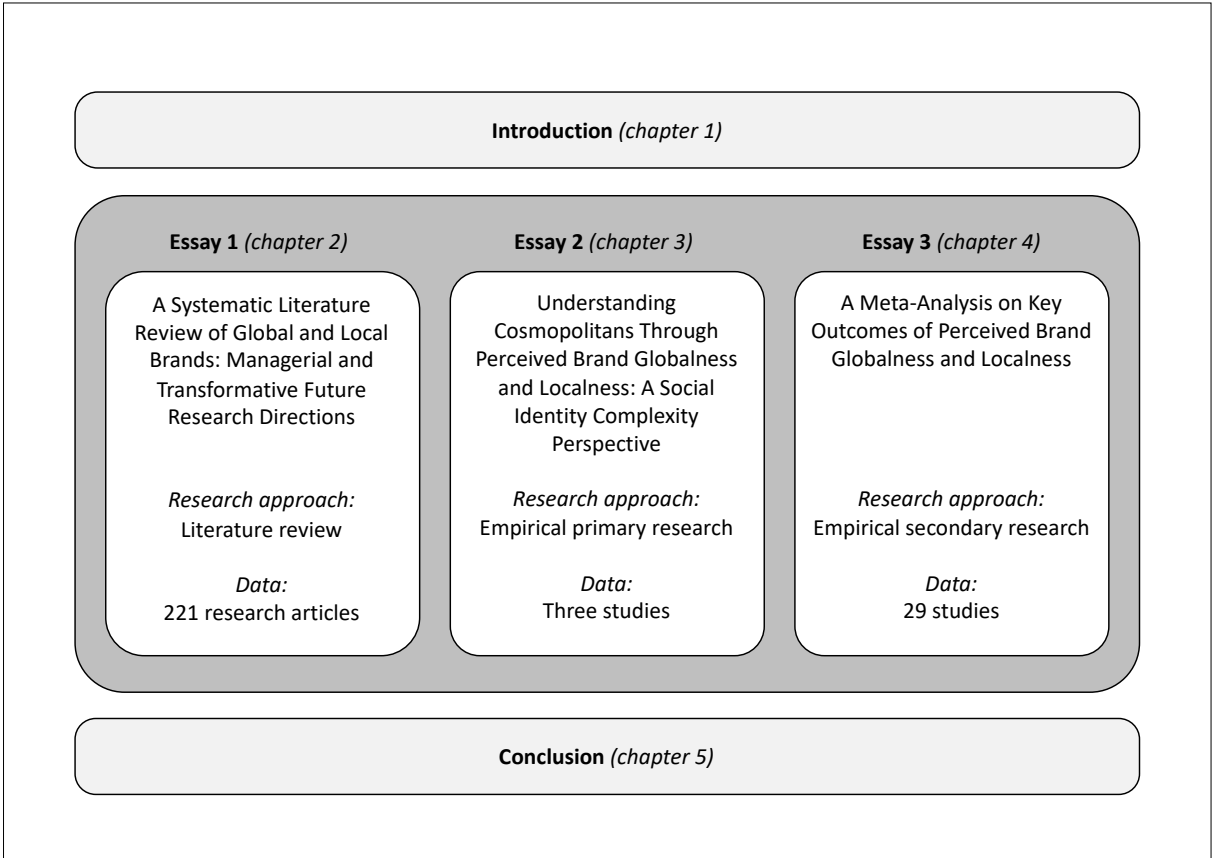 Introduction (chapter 1)
Essay 1 (chapter 2)
A Systematic Literature
Review of Global and Local
Brands: Managerial and
Transformative Future
Research Directions
Research approach:
Literature review
Data:
221 research articles
Essay 2 (chapter 3)
Understanding
Cosmopolitans Through
Perceived Brand Globalness
and Localness: A Social
Identity Complexity
Perspective
Research approach:
Empirical primary research
Data:
Three studies
Essay 3 (chapter 4)
A Meta-Analysis on Key
Outcomes of Perceived Brand
Globalness and Localness
Research approach:
Empirical secondary research
Data:
29 studies
Conclusion (chapter 5)